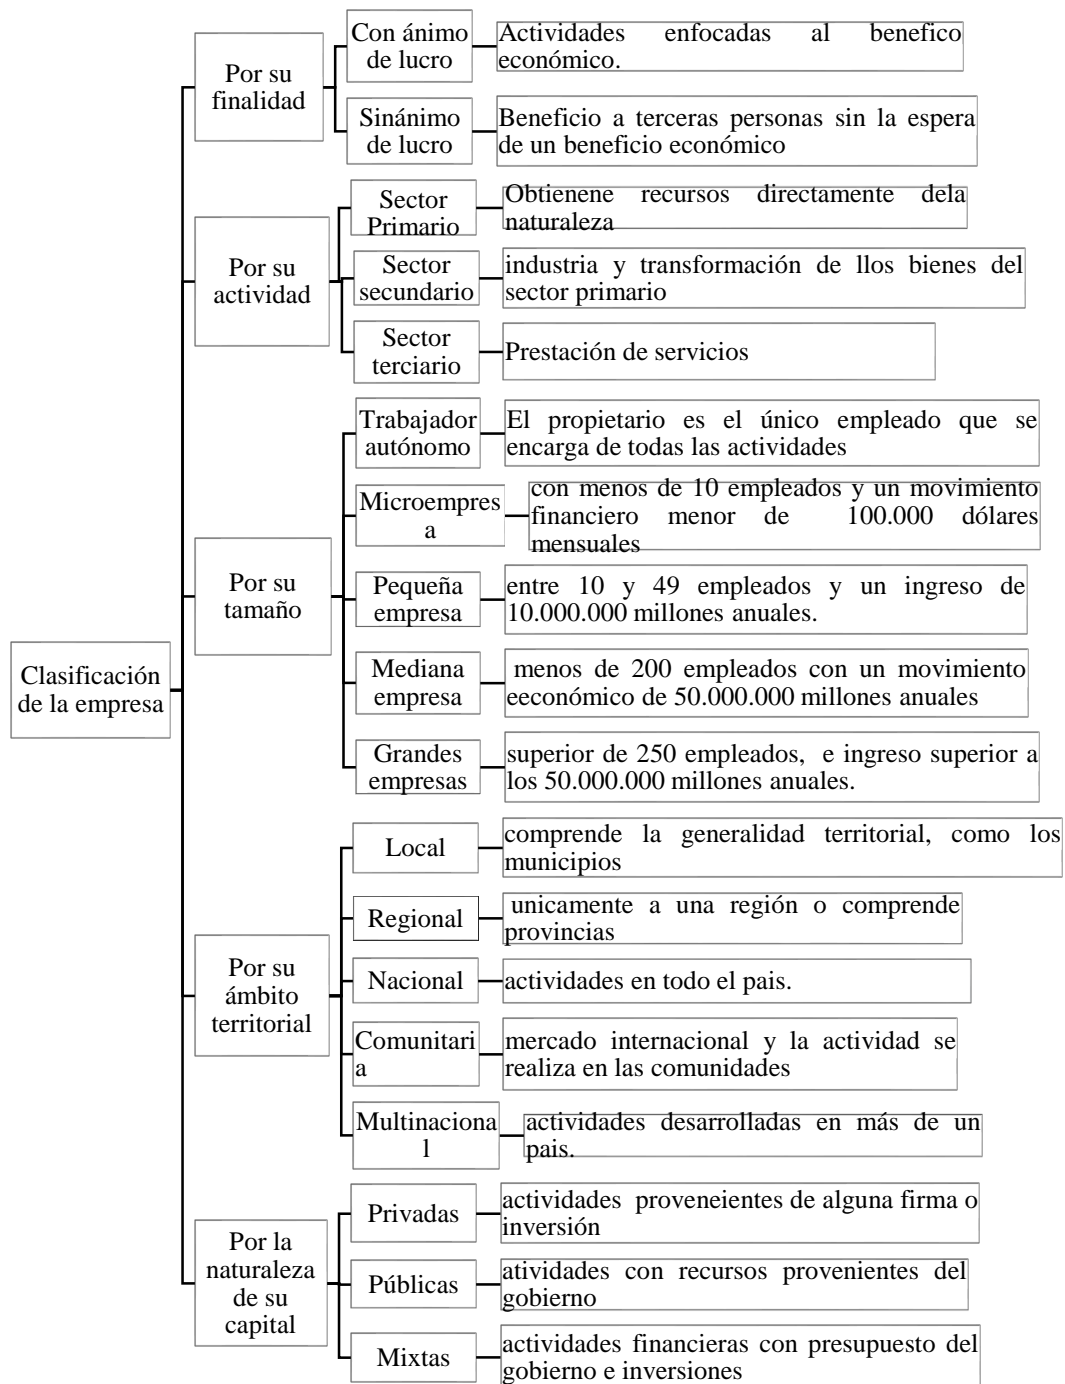 Clasificación
de la empresa
Por su
finalidad
Con ánimo
de lucro
Actividades enfocadas al benefico
económico.
Sinánimo
de lucro
Beneficio a terceras personas sin la espera
de un beneficio económico
Por su
actividad
Sector
Primario
Obtienene recursos directamente dela
naturaleza
Sector
secundario
industria y transformación de llos bienes del
sector primario
Sector
terciario
Prestación de servicios
Por su
tamaño
Trabajador
autónomo
El propietario es el único empleado que se
encarga de todas las actividades
Microempres
a
con menos de 10 empleados y un movimiento
financiero menor de 100.000 dólares
mensuales
Pequeña
empresa
entre 10 y 49 empleados y un ingreso de
10.000.000 millones anuales.
Mediana
empresa
menos de 200 empleados con un movimiento
eeconómico de 50.000.000 millones anuales
Grandes
empresas
superior de 250 empleados, e ingreso superior a
los 50.000.000 millones anuales.
Por su
ámbito
territorial
Local
comprende la generalidad territorial, como los
municipios
Regional
unicamente a una región o comprende
provincias
Nacional
actividades en todo el pais.
Comunitari
a
mercado internacional y la actividad se
realiza en las comunidades
Multinaciona
l
actividades desarrolladas en más de un
pais.
Por la
naturaleza
de su
capital
Privadas
actividades proveneientes de alguna firma o
inversión
Públicas
atividades con recursos provenientes del
gobierno
Mixtas
actividades financieras con presupuesto del
gobierno e inversiones